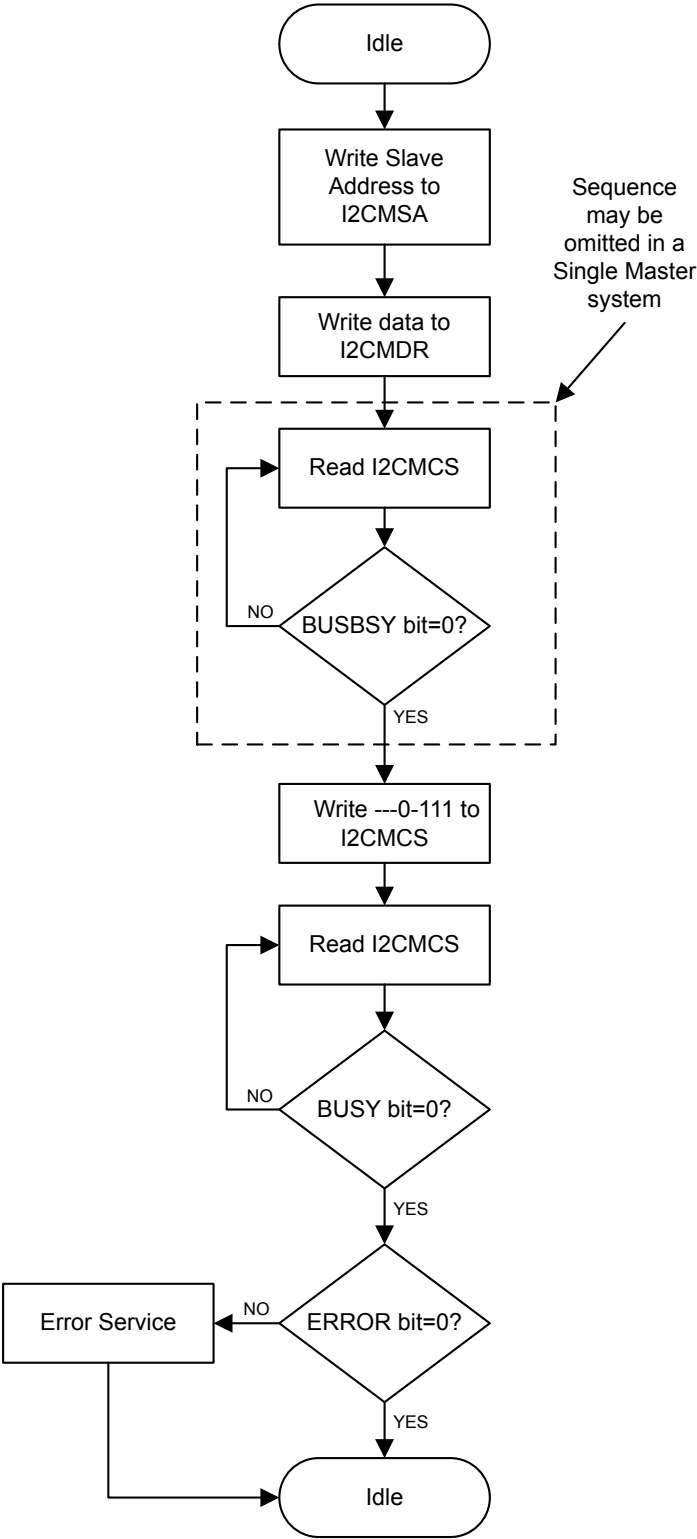 Idle
Write Slave
Address to
I2CMSA
Sequence
may be
omitted in a
Single Master
system
Write data to
I2CMDR
Read I2CMCS
BUSBSY bit=0?
NO
YES
Write ---0-111 to
I2CMCS
Read I2CMCS
BUSY bit=0?
NO
YES
Error Service
NO
ERROR bit=0?
YES
Idle